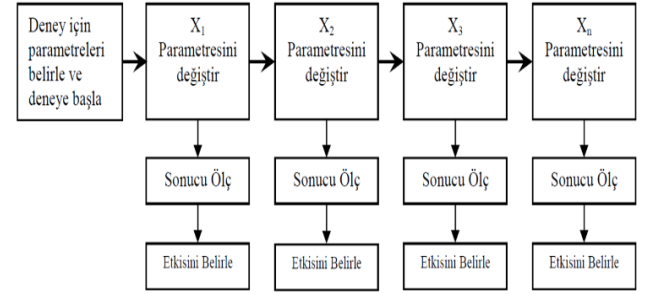 Deney için
parametreleri
belirle ve
deneye başla
X₁
Parametresini
değiştir
X₂
Parametresini
değiştir
X₃
Parametresini
değiştir
Xₙ
Parametresini
değiştir
Sonucu Ölç
Sonucu Ölç
Sonucu Ölç
Sonucu Ölç
Etkisini Belirle
Etkisini Belirle
Etkisini Belirle
Etkisini Belirle